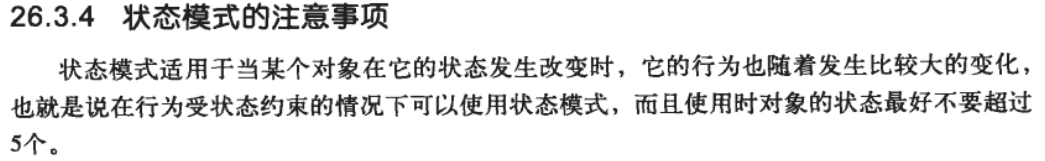 26.3.4 状态模式的注意事项
状态模式适用于当某个对象在它的状态发生改变时，它的行为也随着发生比较大的变化，
也就是说在行为受状态约束的情况下可以使用状态模式，而且使用时对象的状态最好不要超过
5个。